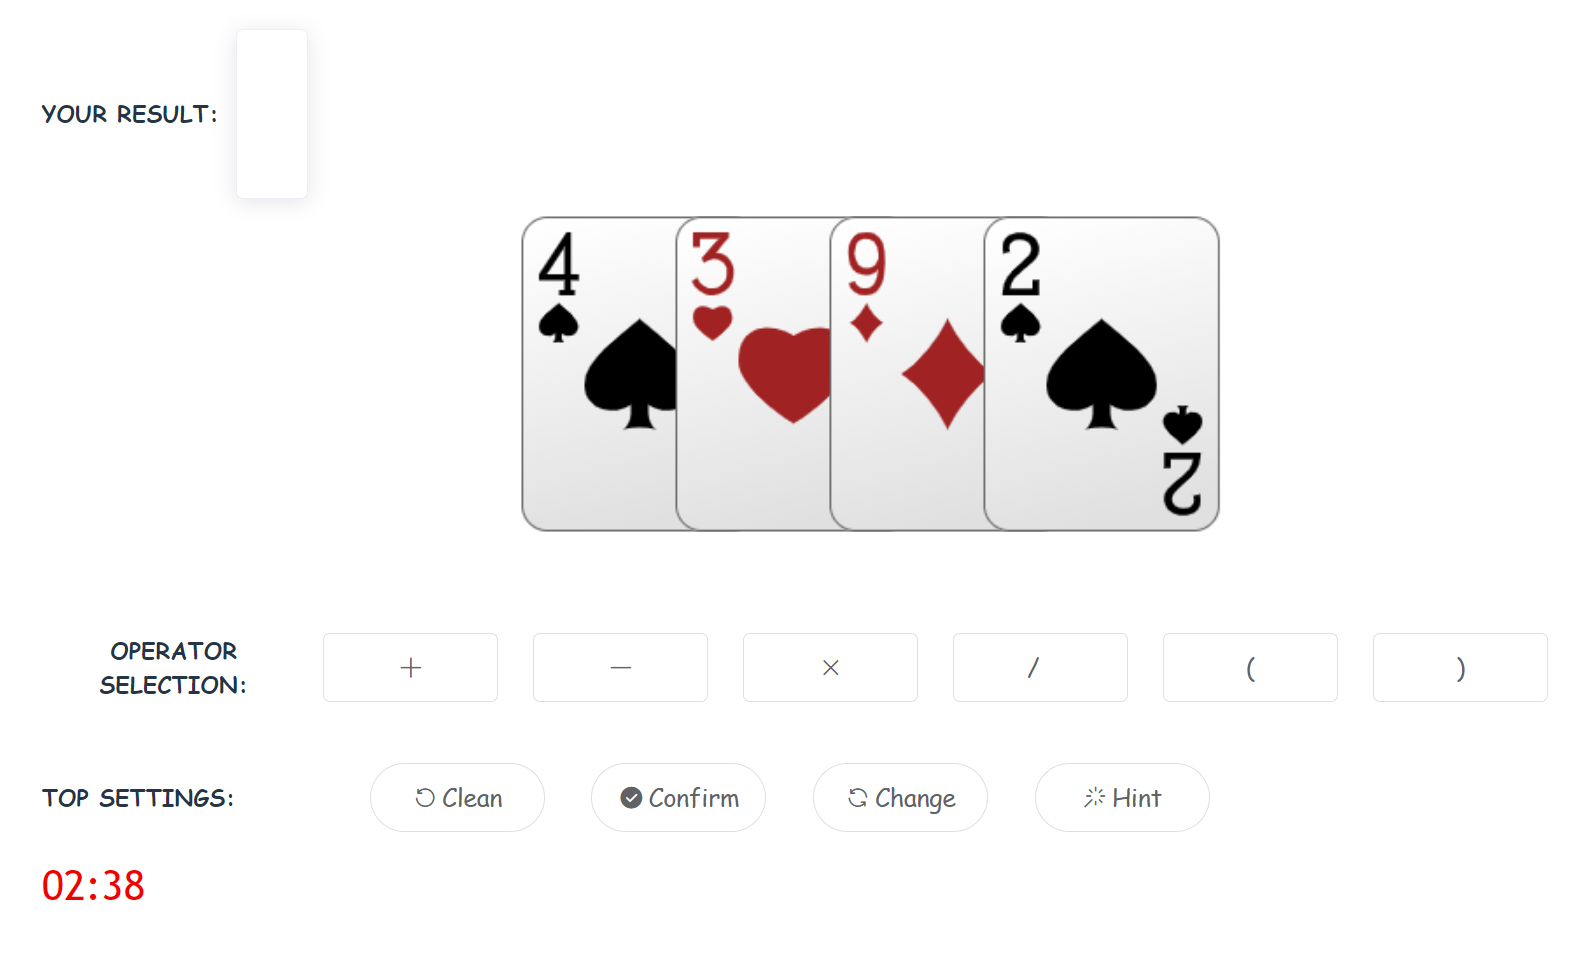 YOUR RESULT:
4 3 9 2
2
OPERATOR
SELECTION:
+ − × / ( )
TOP SETTINGS: Clean Confirm Change Hint
02:38